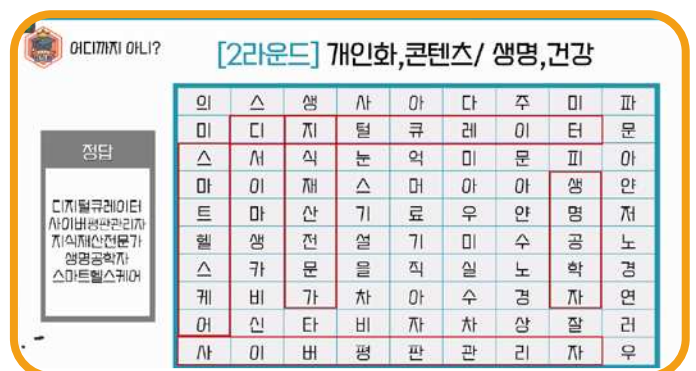 어디까지 아니?
[2라운드] 개인화,콘텐츠/ 생명,건강
정답
디지털큐레이터
사이버평판관리자
지식재산전문가
생명공학자
스마트헬스케어
의 스 생 사 아 다 주 미 파
미 디 지 털 큐 레 이 터 문
스 서 식 눈 억 미 문 피 아
마 이 재 스 머 아 아 생 얀
트 마 산 기 료 우 얀 명 저
헬 생 전 설 기 미 수 공 노
스 카 문 을 직 실 노 학 경
케 비 가 차 아 수 경 자 연
어 신 타 비 자 차 상 잘 러
사 이 버 평 판 관 리 자 우